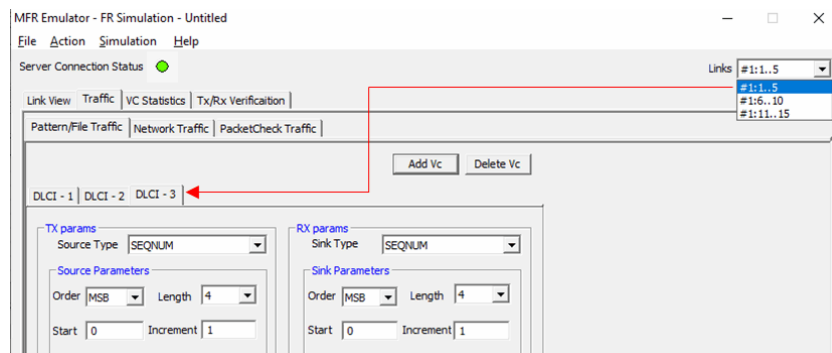 MFR Emulator - FR Simulation - Untitled
File Action Simulation Help
Server Connection Status
Links #1:1..5
#1:1..5
#1:6..10
#1:11..15
Link View Traffic VC Statistics Tx/Rx Verificaition
Pattern/File Traffic Network Traffic PacketCheck Traffic
Add Vc Delete Vc
DLCI - 1 DLCI - 2 DLCI - 3
TX params RX params
Source Type SEQNUM Sink Type SEQNUM
Source Parameters Sink Parameters
Order MSB Length 4 Order MSB Length 4
Start 0 Increment 1 Start 0 Increment 1